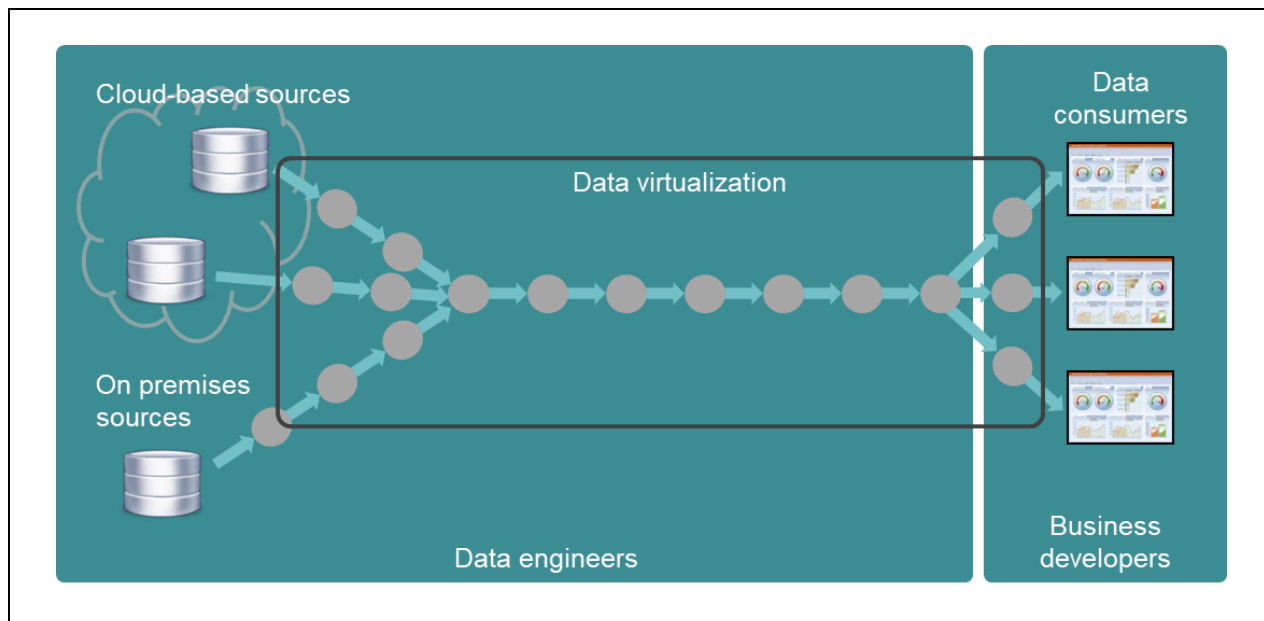 Cloud-based sources
Data
consumers
Data virtualization
On premises
sources
Data engineers
Business
developers